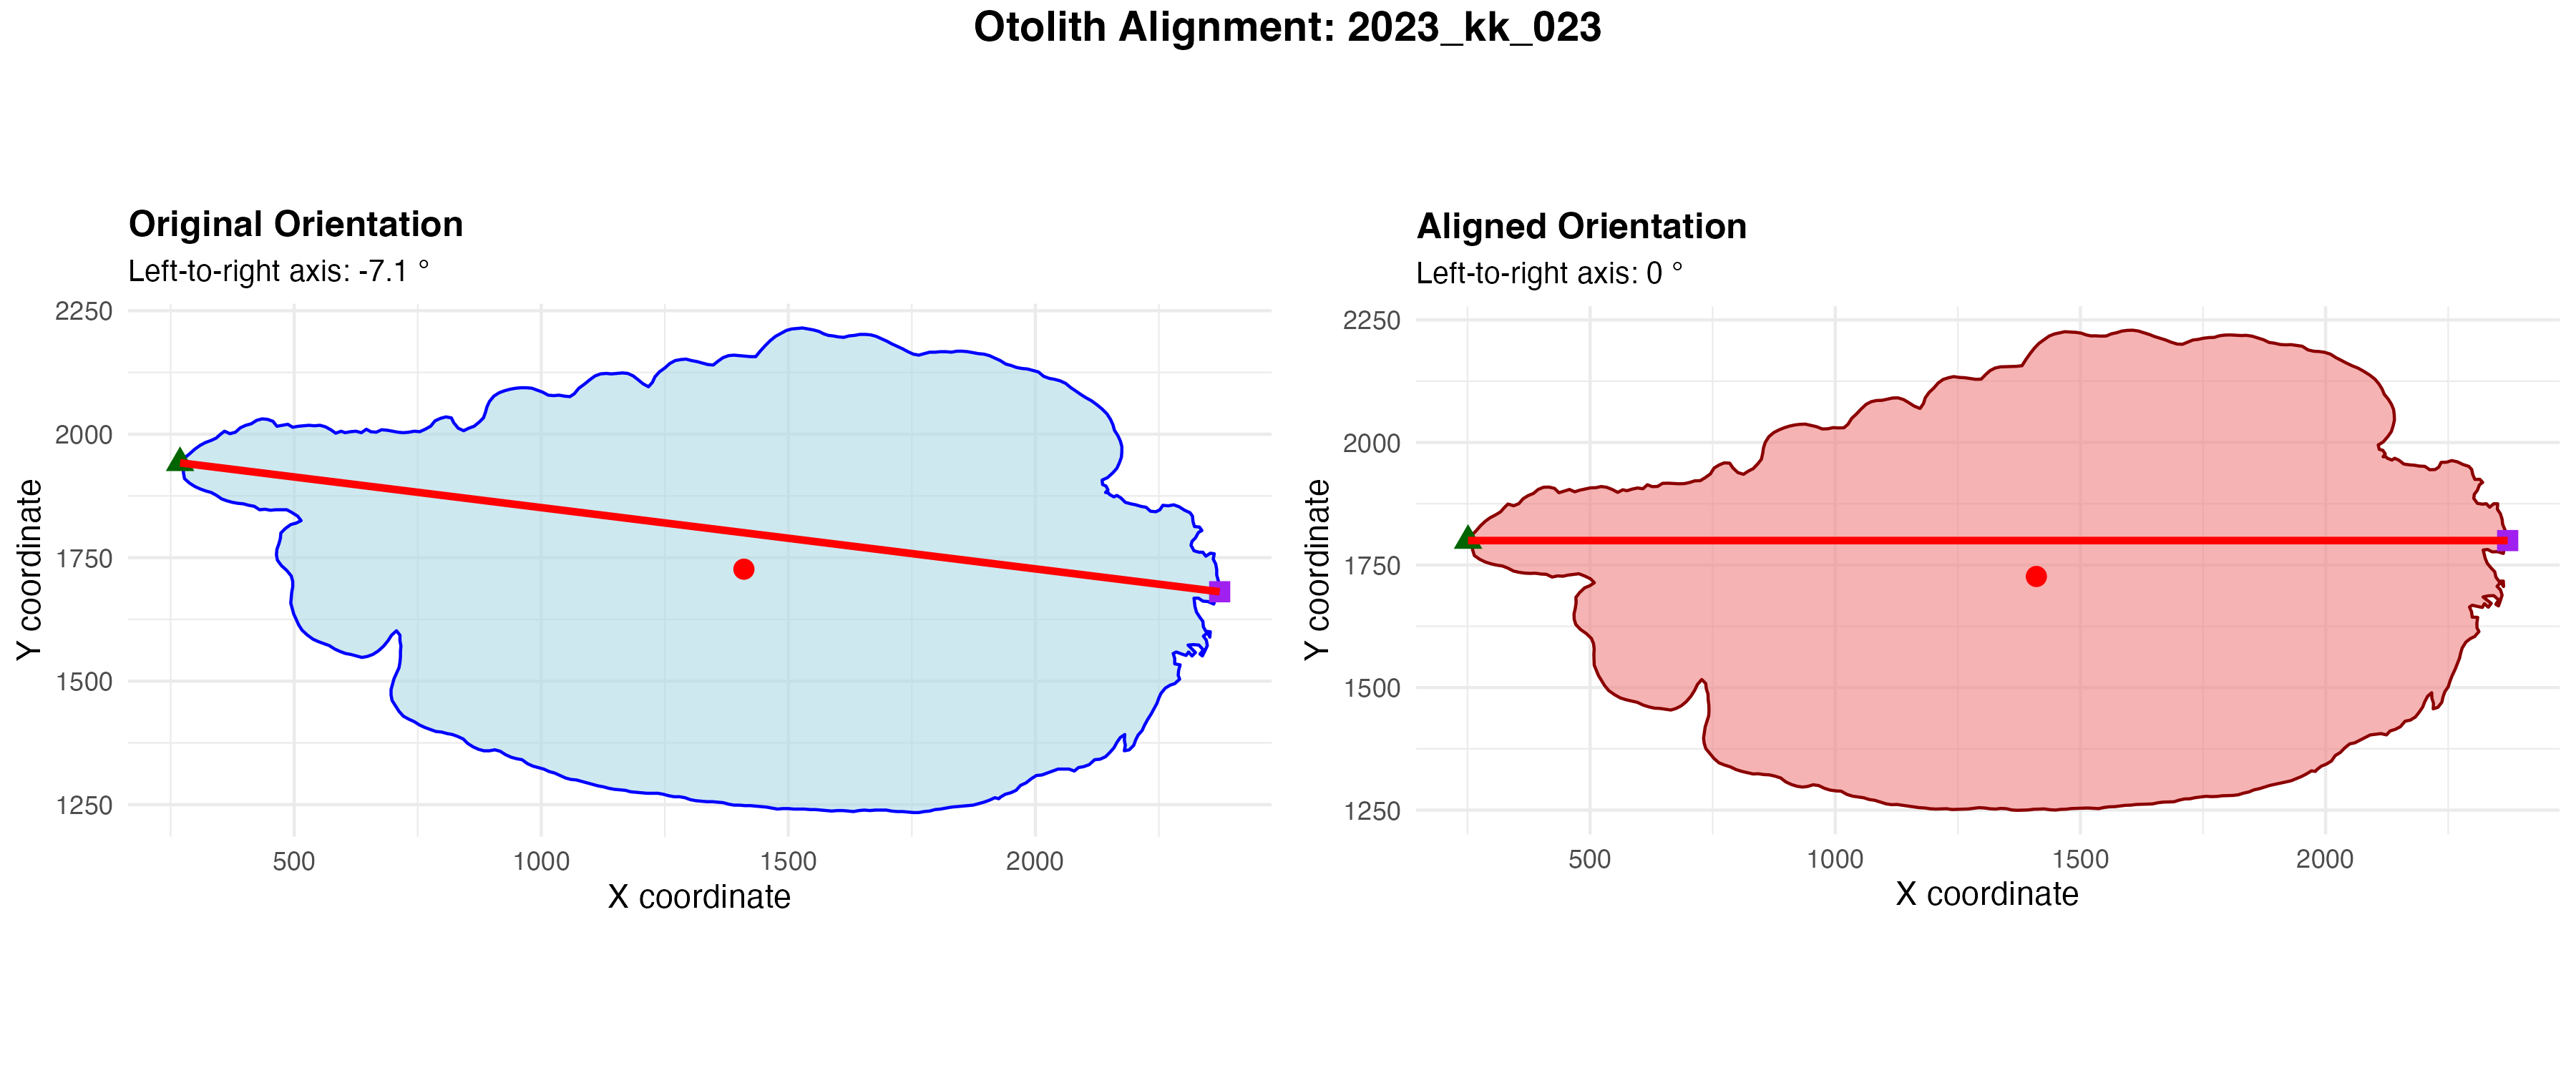 Otolith Alignment: 2023_kk_023
Original Orientation
Left-to-right axis: -7.1 °
2250
2000
1750
1500
1250
Y coordinate
500 1000 1500 2000
X coordinate
Aligned Orientation
Left-to-right axis: 0 °
2250
2000
1750
1500
1250
Y coordinate
500 1000 1500 2000
X coordinate